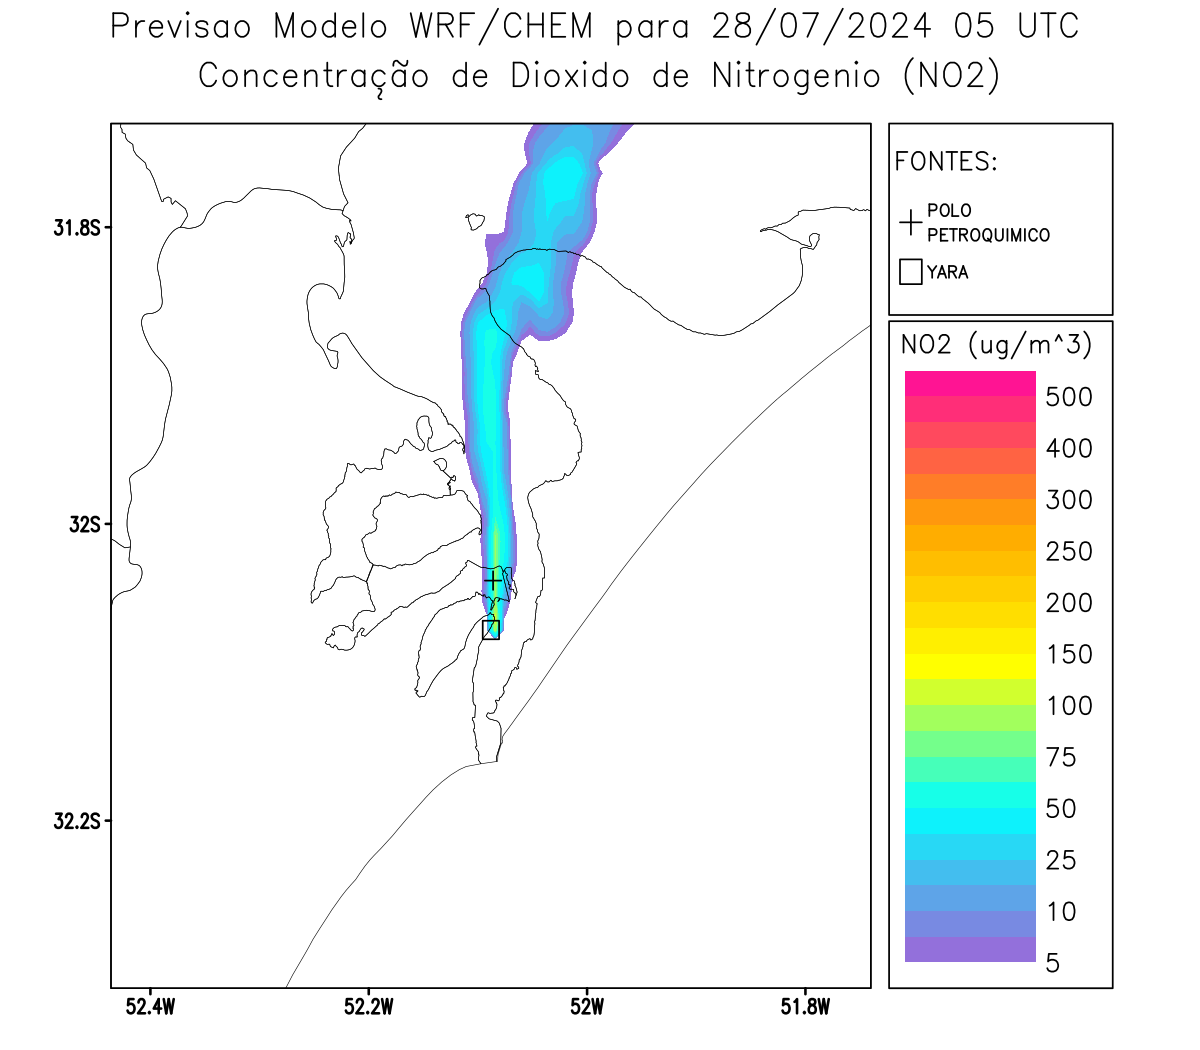 Previsao Modelo WRF/CHEM para 28/07/2024 05 UTC
Concentração de Dioxido de Nitrogenio (NO2)
FONTES:
POLO
PETROQUIMICO
YARA
31.8S
32S
32.2S
52.4W
52.2W
52W
51.8W
NO2 (ug/m^3)
500
400
300
250
200
150
100
75
50
25
10
5